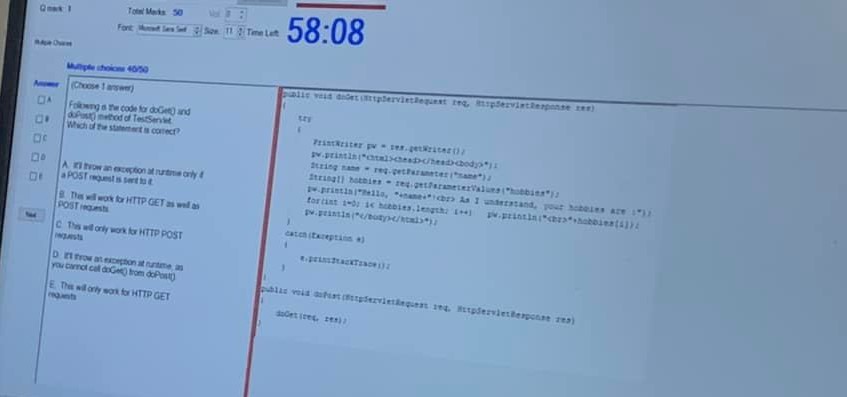 Q mark 1
Total Marks 50
Vol 8
Font Microsoft Sans Serif Size 11 Time Left 58:08
Multiple Choices
Multiple choices 40/50
Answer
(Choose 1 answer)
A
B
C
D
E
Next
Following is the code for doGet() and
doPost() method of TestServlet.
Which of the statement is correct?
A. It'll throw an exception at runtime only if
a POST request is sent to it.
B. This will work for HTTP GET as well as
POST requests.
C. This will only work for HTTP POST
requests
D. It'll throw an exception at runtime, as
you cannot call doGet() from doPost().
E. This will only work for HTTP GET
requests
public void doGet(HttpServletRequest req, HttpServletResponse res)
{
try
{
PrintWriter pw = res.getWriter();
pw.println("<html><head></head><body>");
String name = req.getParameter("name");
String[] hobbies = req.getParameterValues("hobbies");
pw.println("Hello, "+name+"<br> As I understand, your hobbies are :");
for(int i=0; i< hobbies.length; i++) pw.println("<br>"+hobbies[i]);
pw.println("</body></html>");
}
catch(Exception e)
{
e.printStackTrace();
}
}
public void doPost(HttpServletRequest req, HttpServletResponse res)
{
doGet(req, res);
}